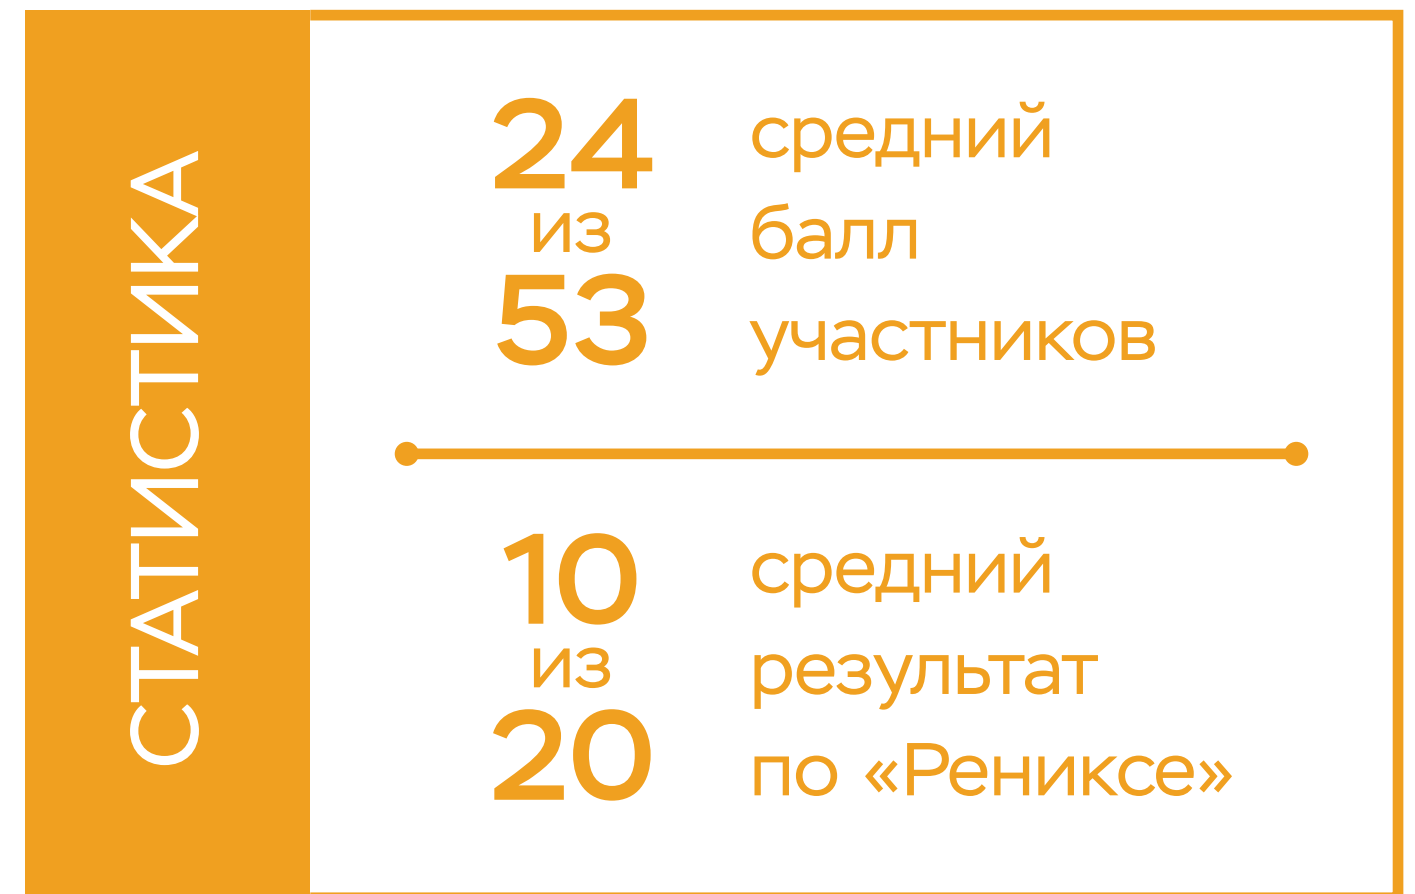 СТАТИСТИКА
24
из
53
средний
балл
участников
10
из
20
средний
результат
по «Рениксе»